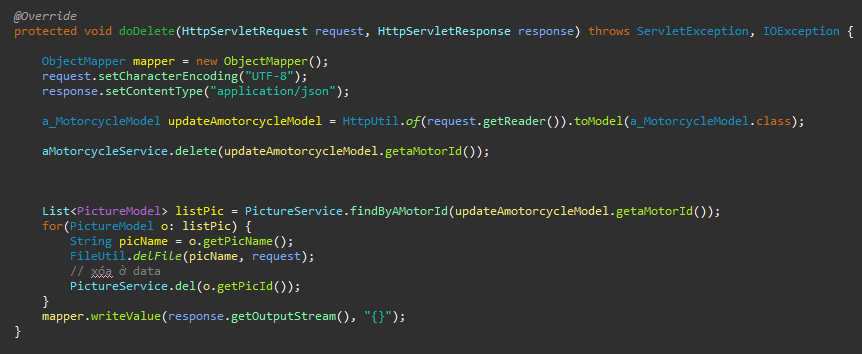 @Override
protected void doDelete(HttpServletRequest request, HttpServletResponse response) throws ServletException, IOException {
ObjectMapper mapper = new ObjectMapper();
request.setCharacterEncoding("UTF-8");
response.setContentType("application/json");
a_MotorcycleModel updateAmotorcycleModel = HttpUtil.of(request.getReader()).toModel(a_MotorcycleModel.class);
aMotorcycleService.delete(updateAmotorcycleModel.getaMotorId());
List<PictureModel> listPic = PictureService.findByAMotorId(updateAmotorcycleModel.getaMotorId());
for(PictureModel o: listPic) {
String picName = o.getPicName();
FileUtil.delFile(picName, request);
// xóa ở data
PictureService.del(o.getPicId());
}
mapper.writeValue(response.getOutputStream(), "{}");
}